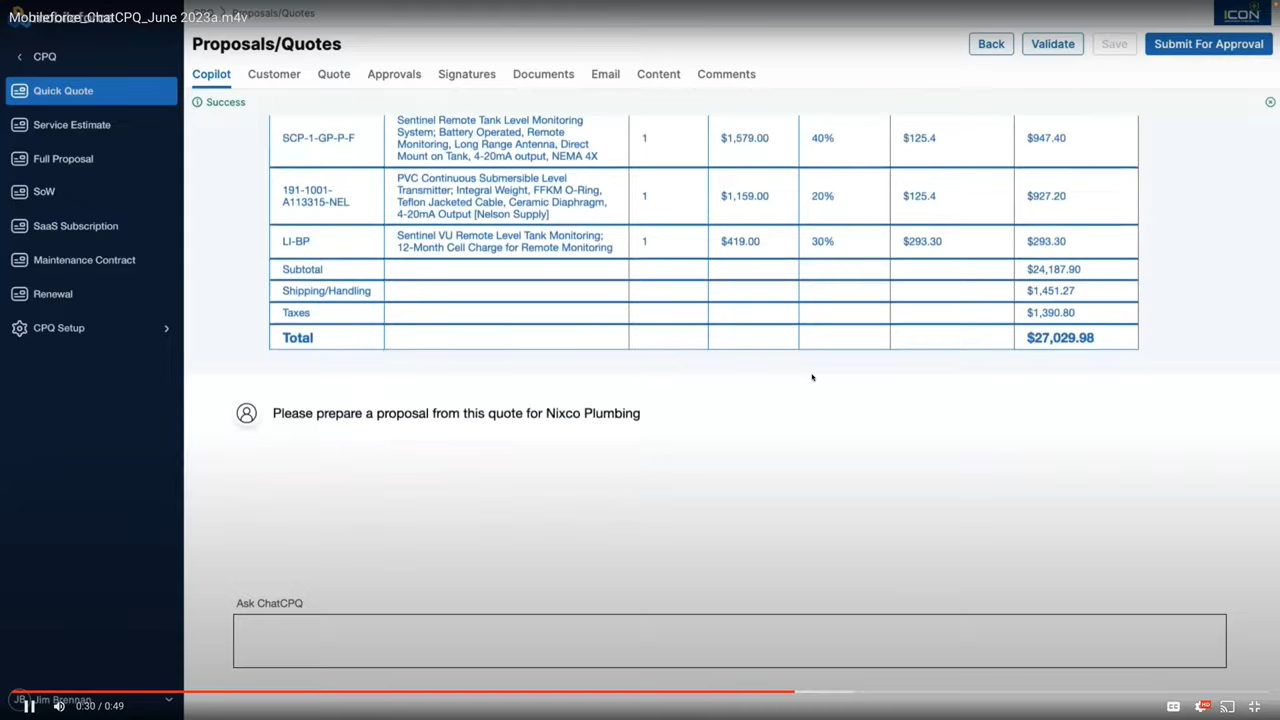 Mobileforce_ChatCPQ_June 2023a.m4v
Proposals/Quotes
ICON
Proposals/Quotes
Back
Validate
Save
Submit For Approval
CPQ
Quick Quote
Service Estimate
Full Proposal
SoW
SaaS Subscription
Maintenance Contract
Renewal
CPQ Setup
Copilot
Customer
Quote
Approvals
Signatures
Documents
Email
Content
Comments
Success
SCP-1-GP-P-F
Sentinel Remote Tank Level Monitoring
System; Battery Operated, Remote
Monitoring, Long Range Antenna, Direct
Mount on Tank, 4-20mA output, NEMA 4X
1
$1,579.00
40%
$125.4
$947.40
191-1001-
A113315-NEL
PVC Continuous Submersible Level
Transmitter; Integral Weight, FFKM O-Ring,
Teflon Jacketed Cable, Ceramic Diaphragm,
4-20mA Output [Nelson Supply]
1
$1,159.00
20%
$125.4
$927.20
LI-BP
Sentinel VU Remote Level Tank Monitoring;
12-Month Cell Charge for Remote Monitoring
1
$419.00
30%
$293.30
$293.30
Subtotal
$24,187.90
Shipping/Handling
$1,451.27
Taxes
$1,390.80
Total
$27,029.98
Please prepare a proposal from this quote for Nixco Plumbing
Ask ChatCPQ
JB
Jim Brennan
0:30 / 0:49
CC
HD